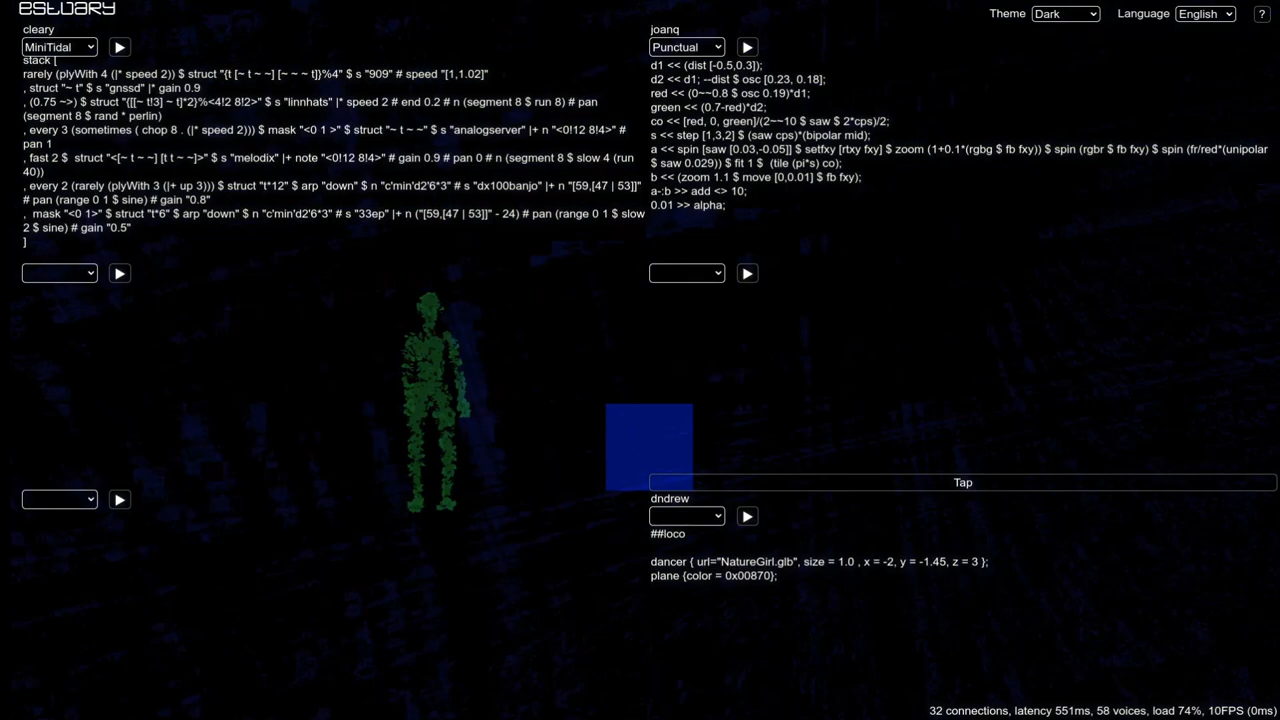 ESTUARY
Theme Dark Language English ?
cleary
MiniTidal
stack [
rarely (plyWith 4 (|* speed 2)) $ struct "{t [~ t ~ ~] [~ ~ ~ t]}%4" $ s "909" # speed "[1,1.02]"
, struct "~ t" $ s "gnssd" |* gain 0.9
, (0.75 ~>) $ struct "{[[~ t!3] ~ t]*2}%<4!2 8!2>" $ s "linnhats" |* speed 2 # end 0.2 # n (segment 8 $ run 8) # pan
(segment 8 $ rand * perlin)
, every 3 (sometimes ( chop 8 . (|* speed 2))) $ mask "<0 1 >" $ struct "~ t ~ ~" $ s "analogserver" |+ n "<0!12 8!4>" #
pan 1
, fast 2 $  struct "<[~ t ~ ~] [t t ~ ~]>" $ s "melodix" |+ note "<0!12 8!4>" # gain 0.9 # pan 0 # n (segment 8 $ slow 4 (run
40))
, every 2 (rarely (plyWith 3 (|+ up 3))) $ struct "t*12" $ arp "down" $ n "c'min'd2'6*3" # s "dx100banjo" |+ n "[59,[47 | 53]]"
# pan (range 0 1 $ sine) # gain "0.8"
,  mask "<0 1>" $ struct "t*6" $ arp "down" $ n "c'min'd2'6*3" # s "33ep" |+ n ("[59,[47 | 53]]" - 24) # pan (range 0 1 $ slow
2 $ sine) # gain "0.5"
]
joanq
Punctual
d1 << (dist [-0.5,0.3]);
d2 << d1; --dist $ osc [0.23, 0.18];
red << (0~~0.8 $ osc 0.19)*d1;
green << (0.7-red)*d2;
co << [red, 0, green]/(2~~10 $ saw $ 2*cps)/2;
s << step [1,3,2] $ (saw cps)*(bipolar mid);
a << spin [saw [0.03,-0.05]] $ setfxy [rtxy fxy] $ zoom (1+0.1*(rgbg $ fb fxy)) $ spin (rgbr $ fb fxy) $ spin (fr/red*(unipolar
$ saw 0.029)) $ fit 1 $  (tile (pi*s) co);
b << (zoom 1.1 $ move [0,0.01] $ fb fxy);
a-:b >> add <> 10;
0.01 >> alpha;
Tap
dndrew
##loco
dancer { url="NatureGirl.glb", size = 1.0 , x = -2, y = -1.45, z = 3 };
plane {color = 0x00870};
32 connections, latency 551ms, 58 voices, load 74%, 10FPS (0ms)